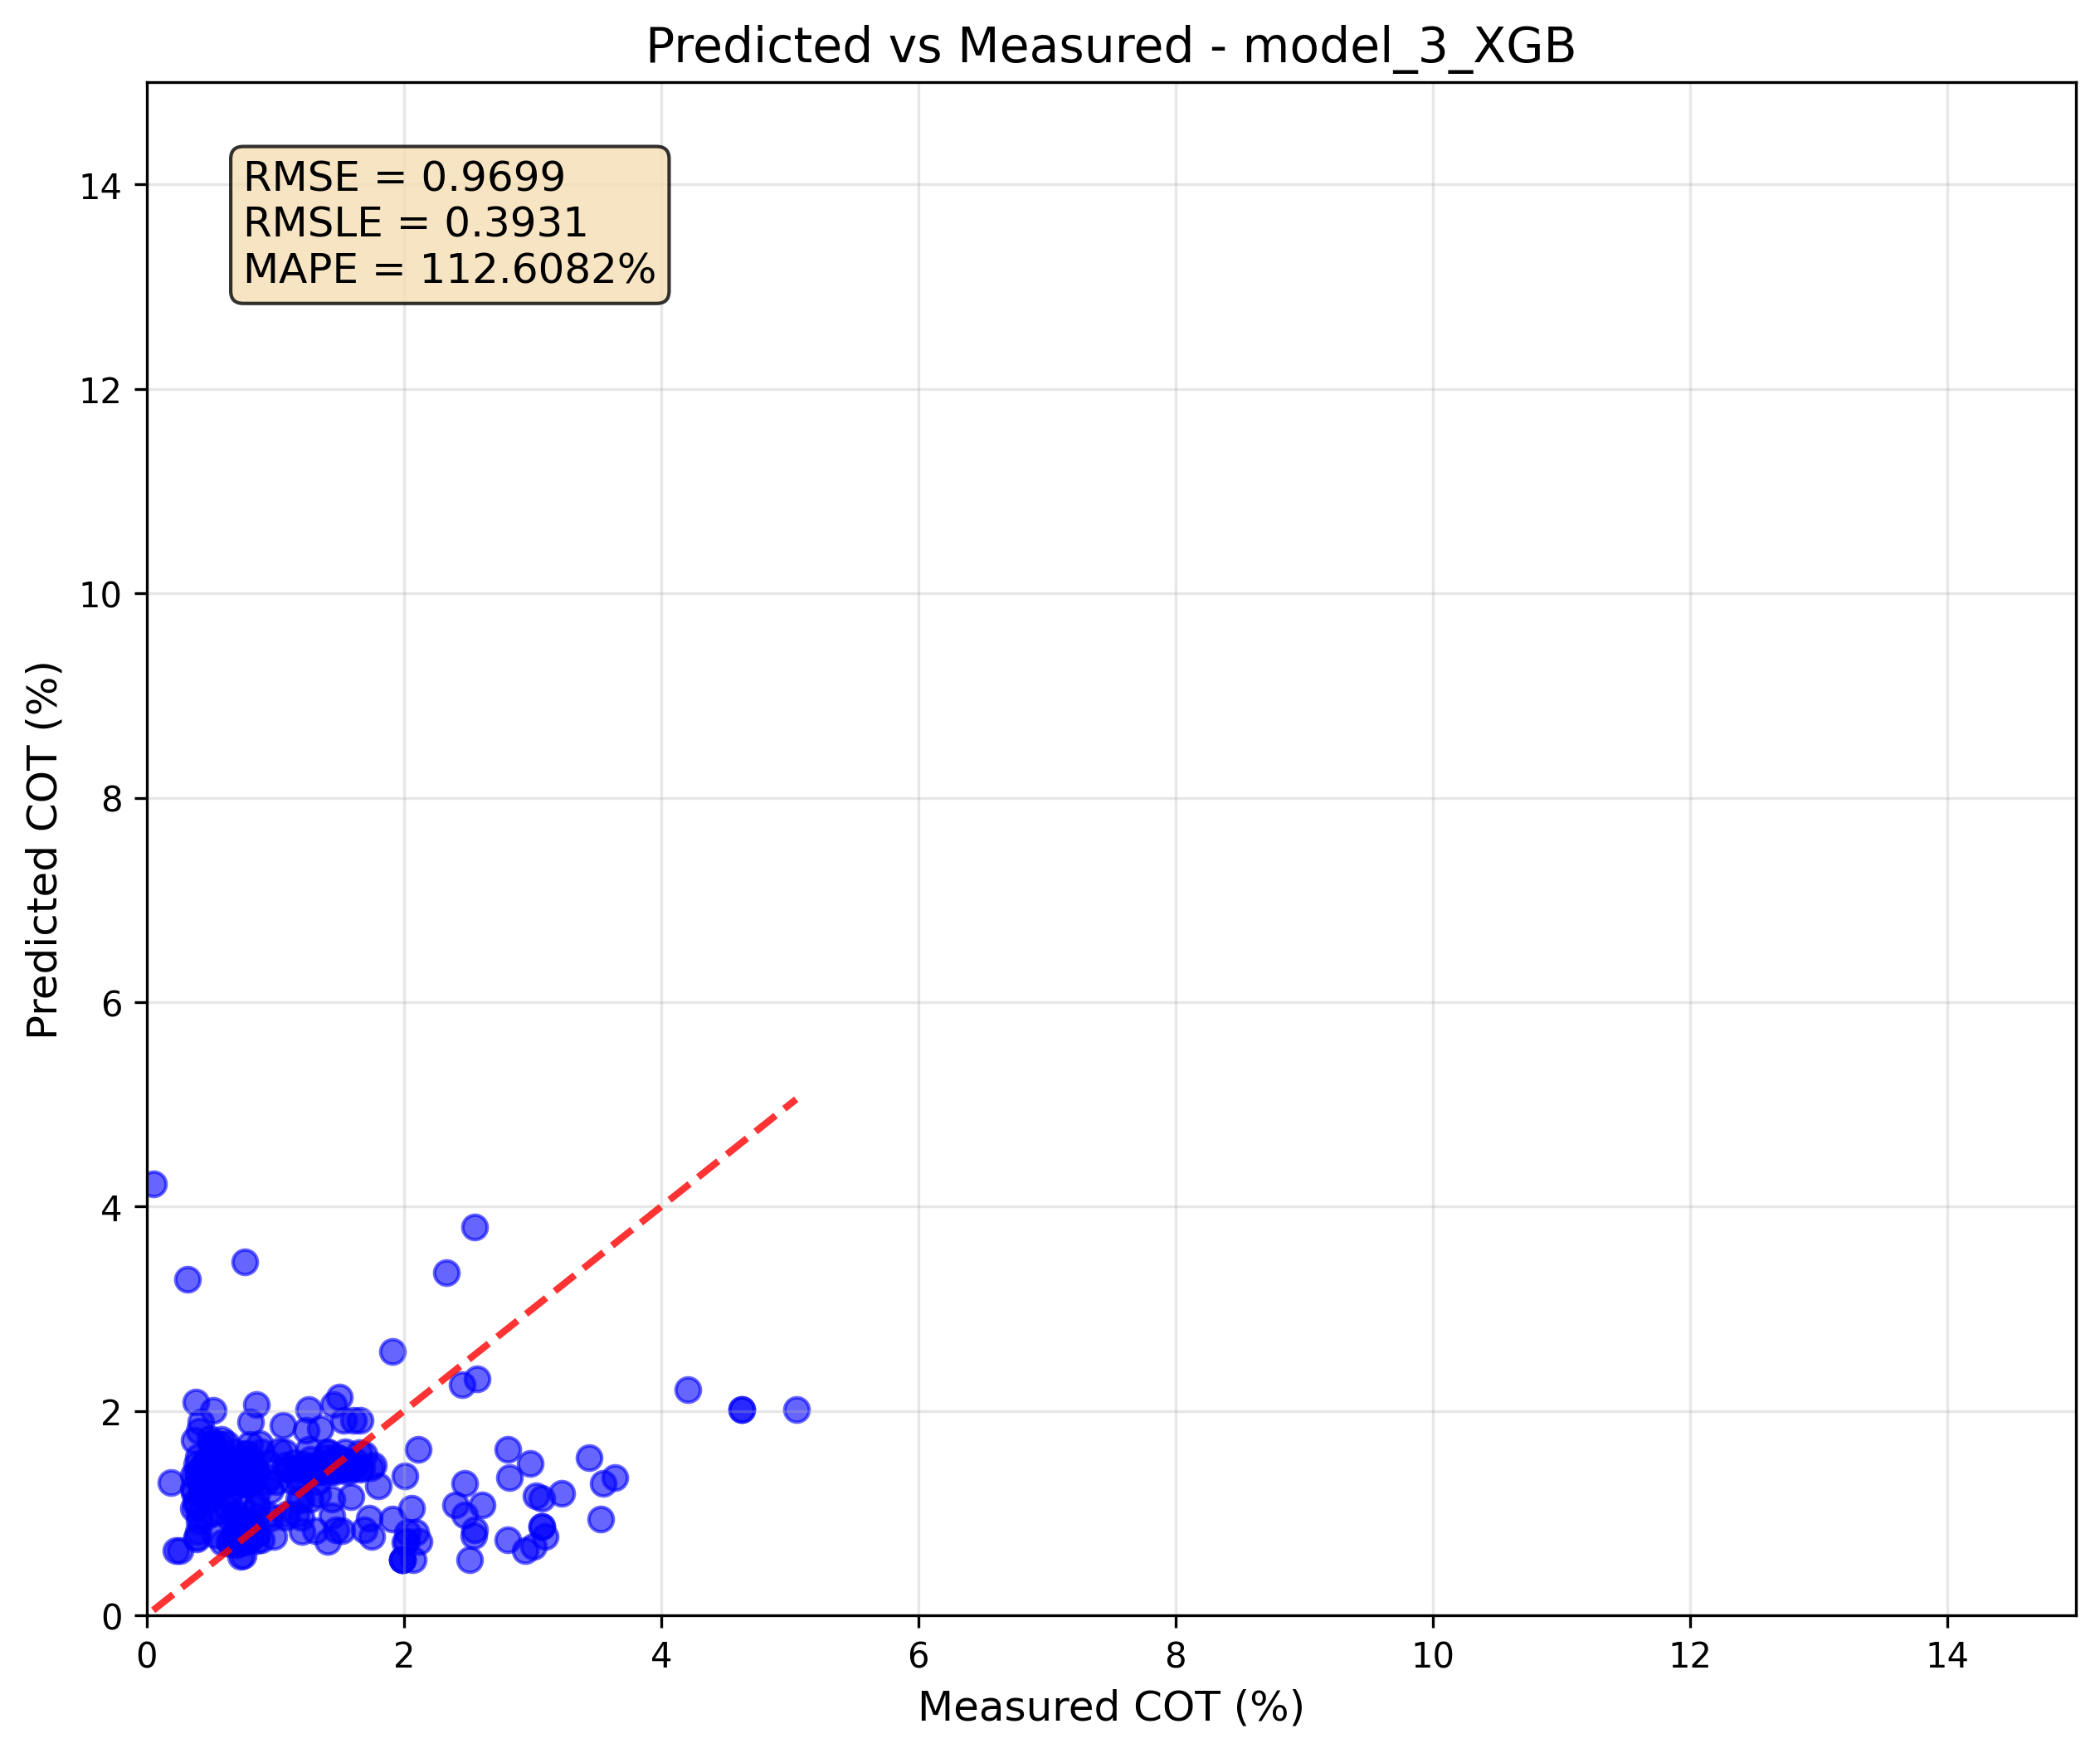 Predicted vs Measured - model_3_XGB
RMSE = 0.9699
RMSLE = 0.3931
MAPE = 112.6082%
Predicted COT (%)
14
12
10
8
6
4
2
0
0 2 4 6 8 10 12 14
Measured COT (%)